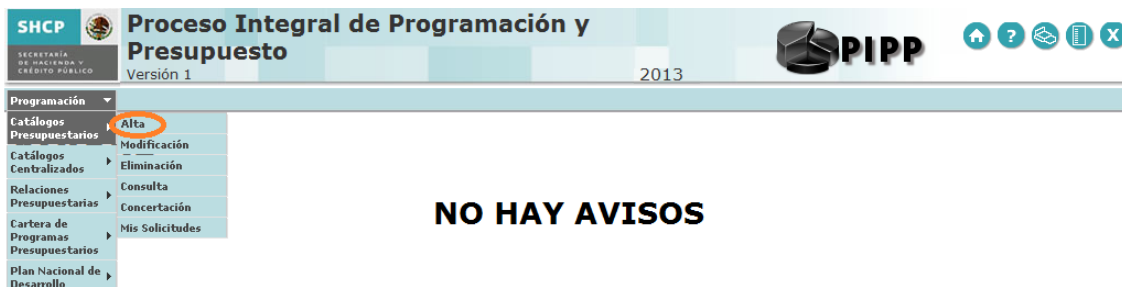 SHCP
SECRETARÍA
DE HACIENDA Y
CRÉDITO PÚBLICO
Proceso Integral de Programación y
Presupuesto
Versión 1
2013
PIPP
?
X
Programación
Catálogos
Presupuestarios
Alta
Modificación
Eliminación
Consulta
Concertación
Mis Solicitudes
Catálogos
Centralizados
Relaciones
Presupuestarias
Cartera de
Programas
Presupuestarios
Plan Nacional de
Desarrollo
NO HAY AVISOS